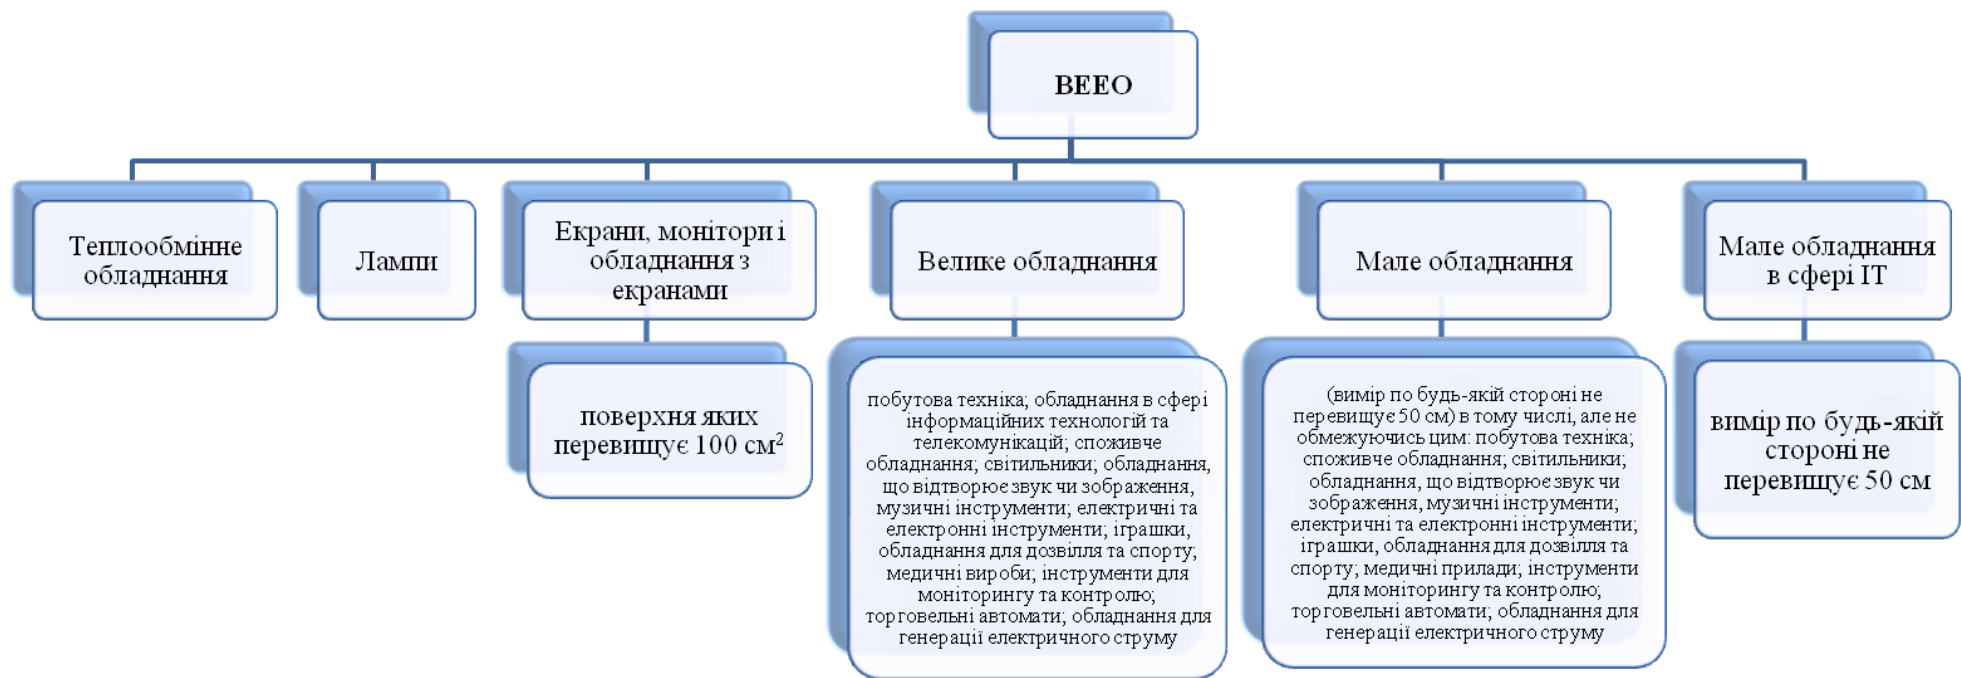 ВЕЕО
Теплообмінне
обладнання
Лампи
Екрани, монітори і
обладнання з
екранами
Велике обладнання
Мале обладнання
Мале обладнання
в сфері ІТ
поверхня яких
перевищує 100 см²
побутова техніка; обладнання в сфері
інформаційних технологій та
телекомунікацій; споживче
обладнання; світильники; обладнання,
що відтворює звук чи зображення,
музичні інструменти; електричні та
електронні інструменти; іграшки,
обладнання для дозвілля та спорту;
медичні вироби; інструменти для
моніторингу та контролю;
торговельні автомати; обладнання для
генерації електричного струму
(вимір по будь-якій стороні не
перевищує 50 см) в тому числі, але не
обмежуючись цим: побутова техніка;
споживче обладнання; світильники;
обладнання, що відтворює звук чи
зображення, музичні інструменти;
електричні та електронні інструменти;
іграшки, обладнання для дозвілля та
спорту; медичні прилади; інструменти
для моніторингу та контролю;
торговельні автомати; обладнання для
генерації електричного струму
вимір по будь-якій
стороні не
перевищує 50 см